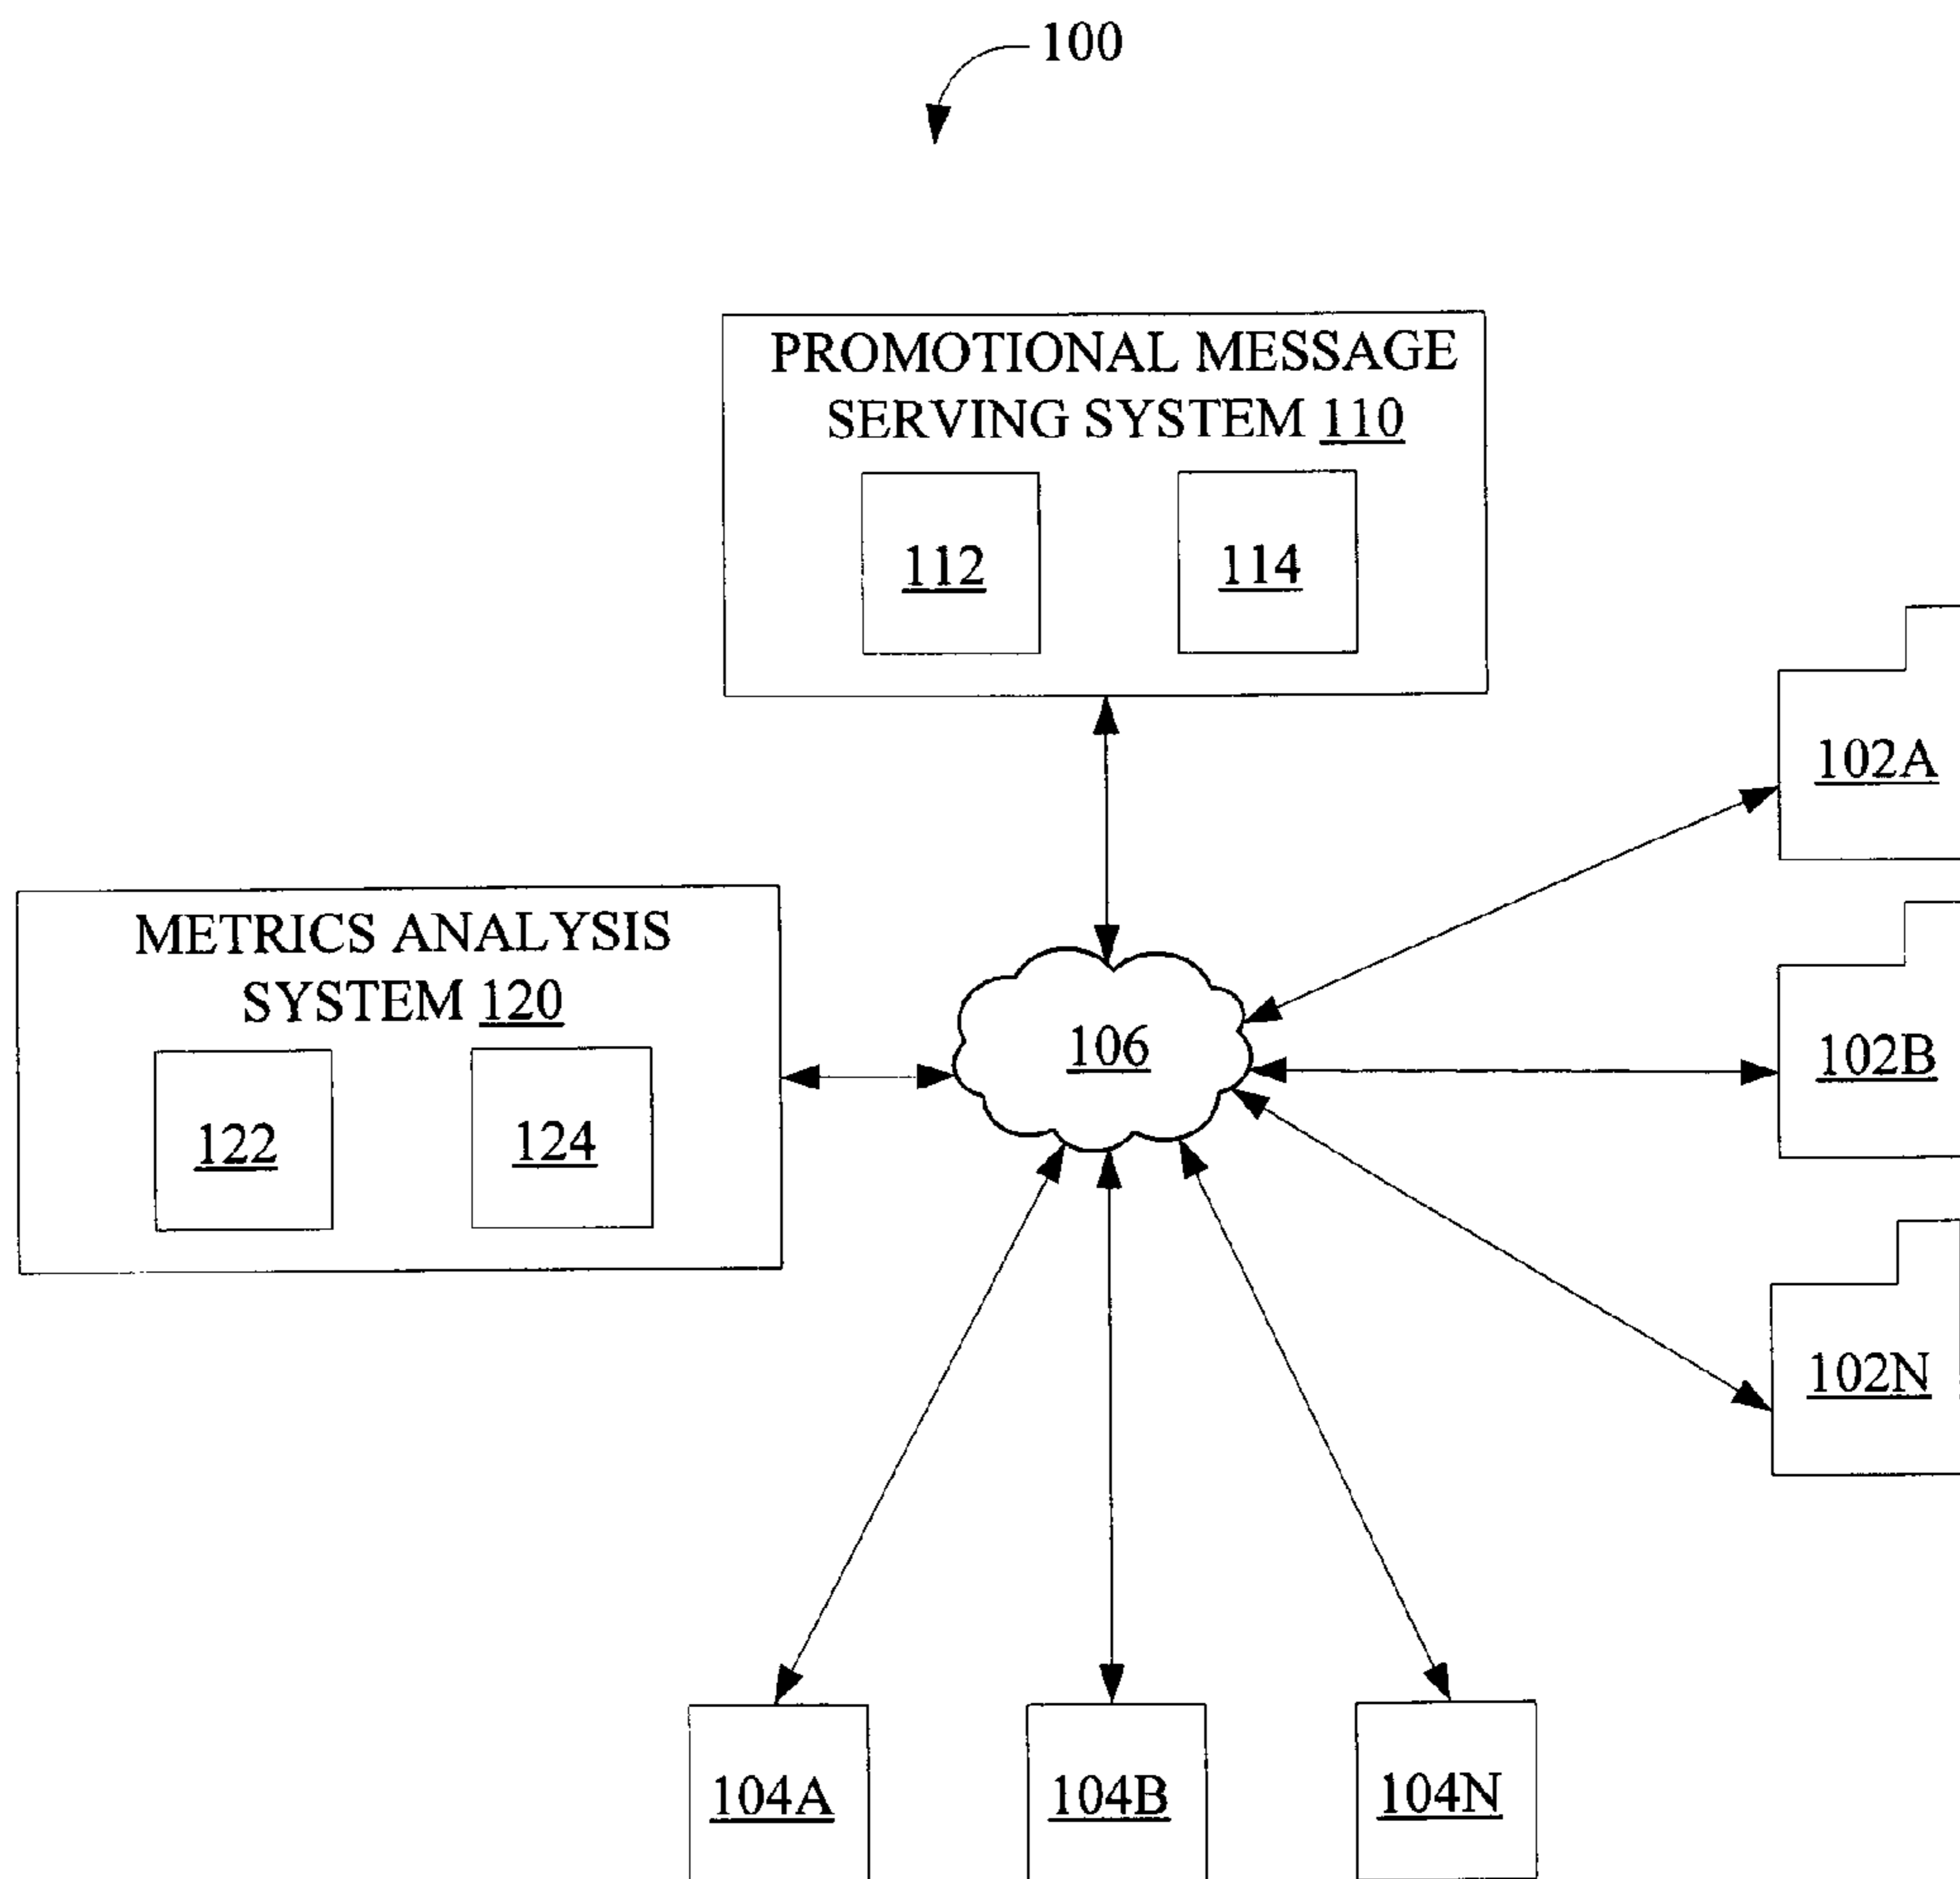 100
PROMOTIONAL MESSAGE
SERVING SYSTEM 110
112
114
102A
METRICS ANALYSIS
SYSTEM 120
106
102B
122
124
102N
104A
104B
104N